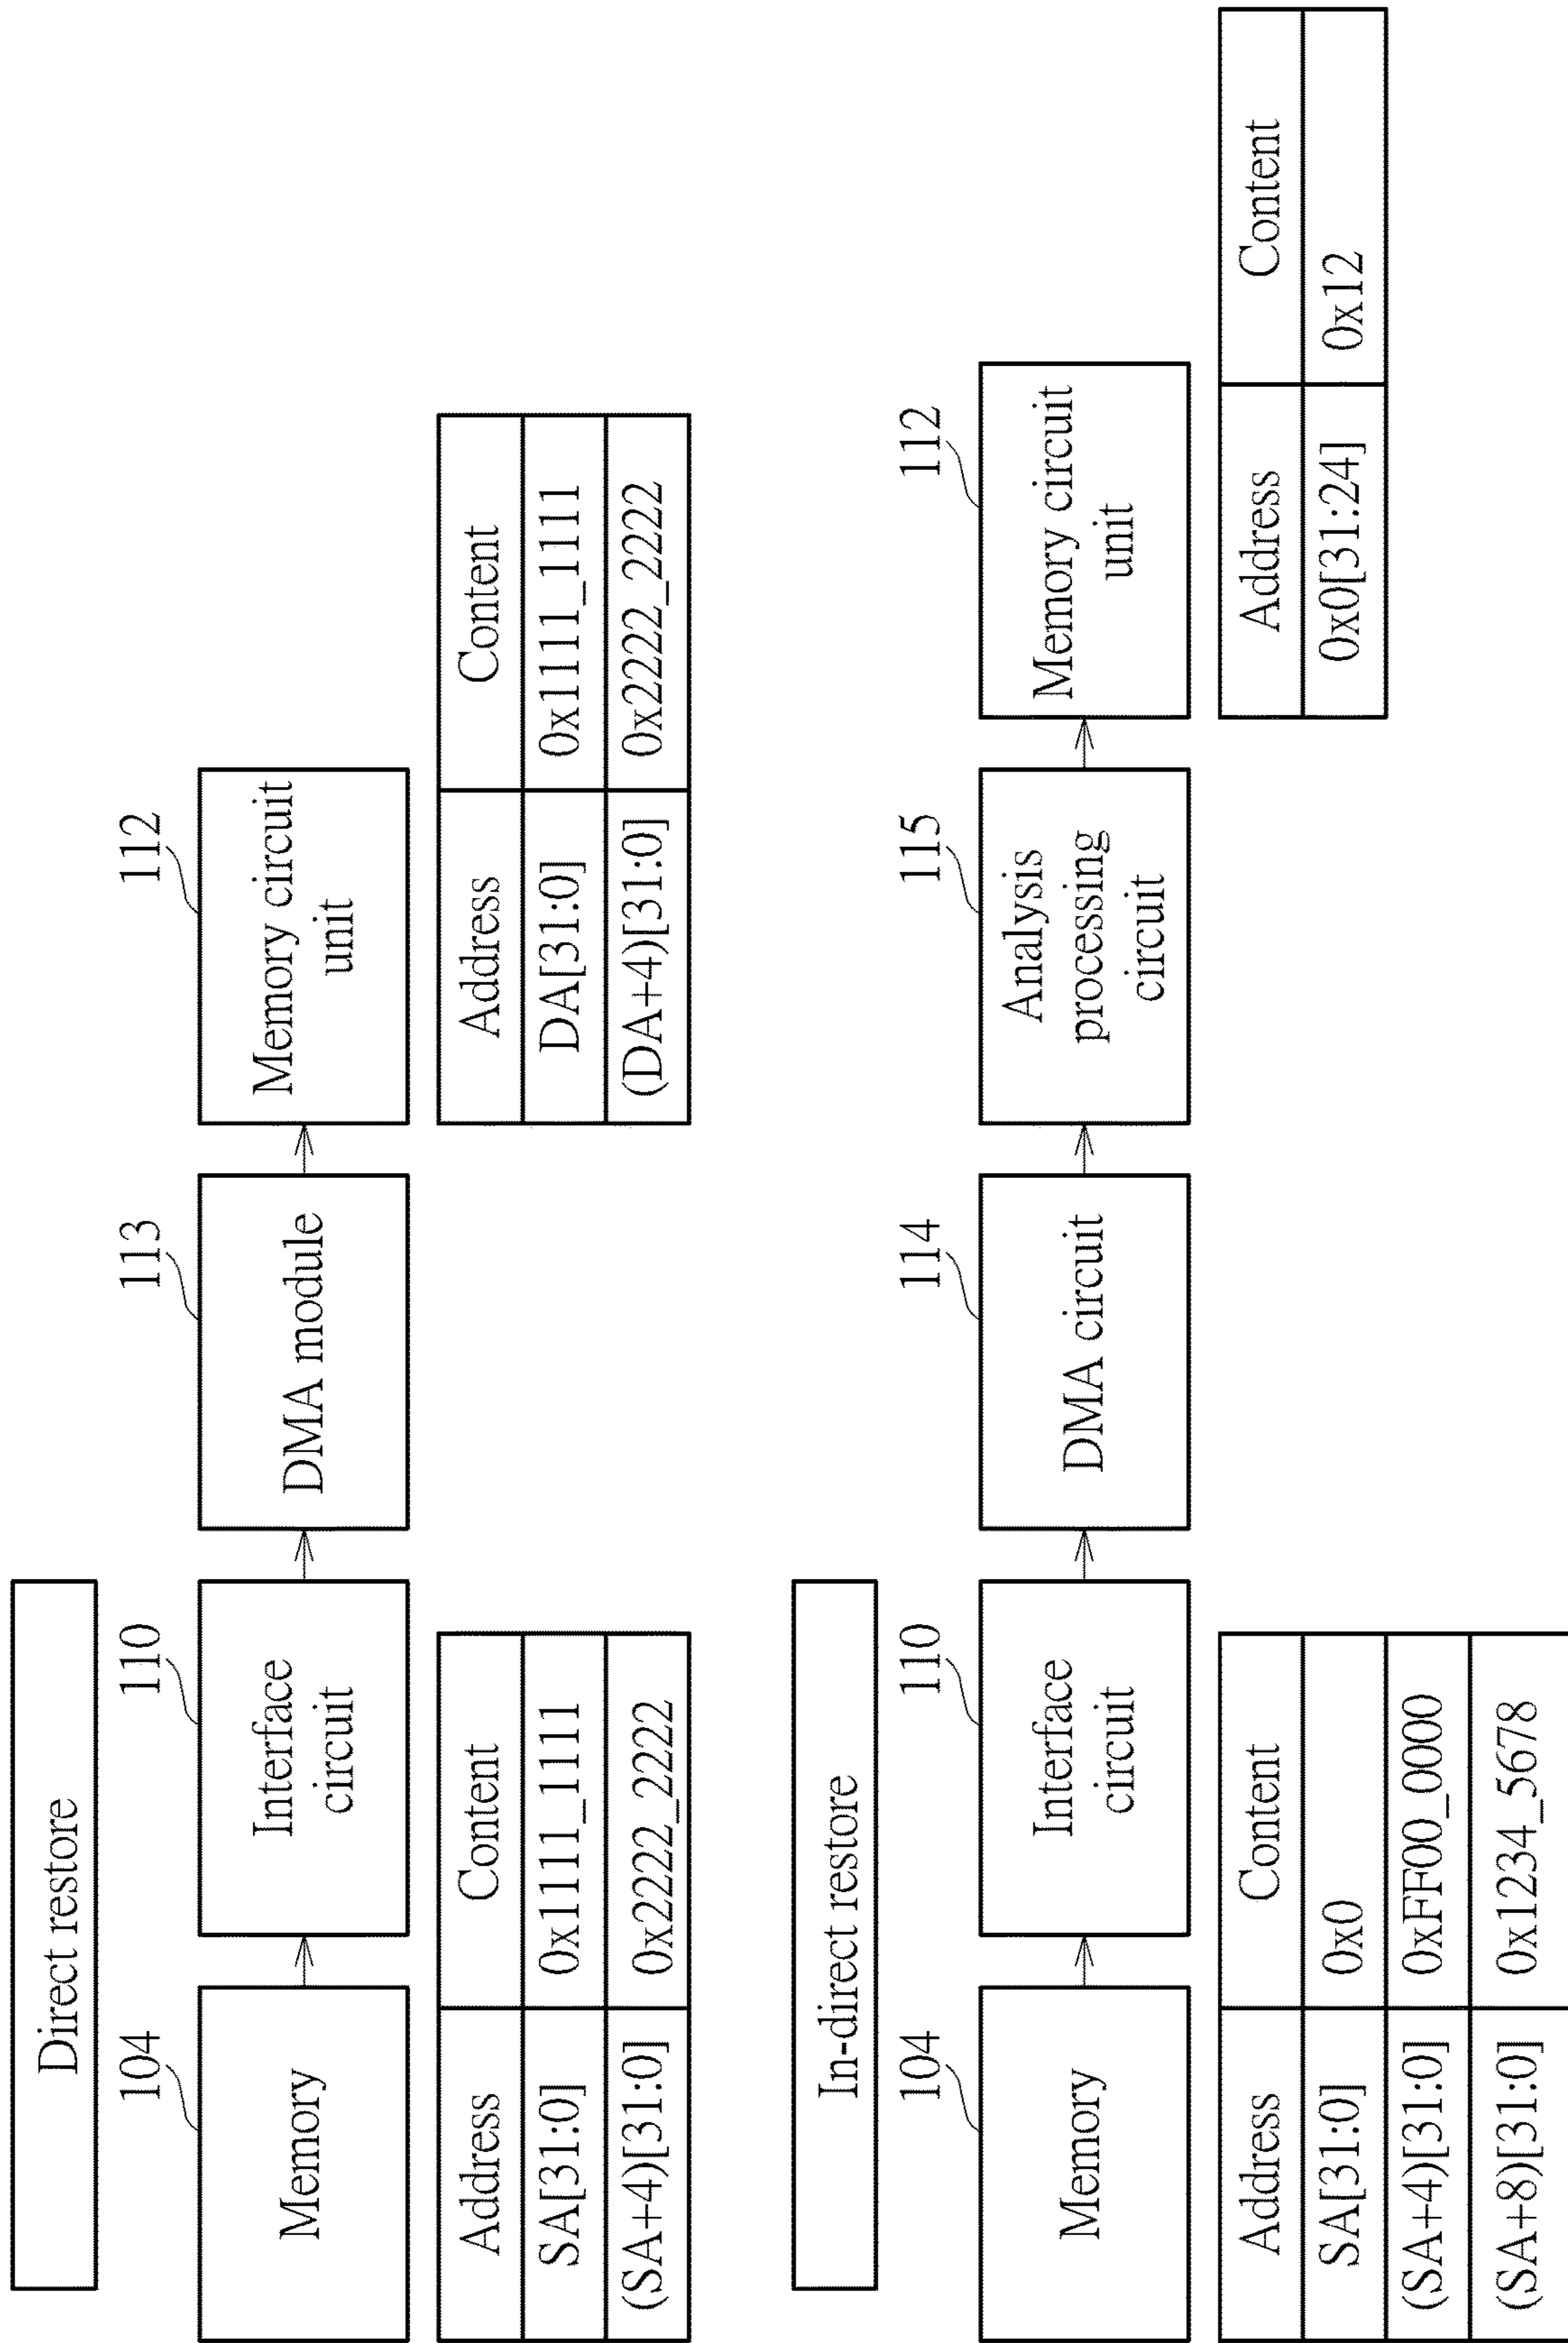 Direct restore
104
110
113
112
Memory
Interface
circuit
DMA module
Memory circuit
unit
Address Content
SA[31:0] 0x1111_1111
(SA+4)[31:0] 0x2222_2222
Address Content
DA[31:0] 0x1111_1111
(DA+4)[31:0] 0x2222_2222
In-direct restore
104
110
114
115
112
Memory
Interface
circuit
DMA circuit
Analysis
processing
circuit
Memory circuit
unit
Address Content
SA[31:0] 0x0
(SA+4)[31:0] 0xFF00_0000
(SA+8)[31:0] 0x1234_5678
Address Content
0x0[31:24] 0x12